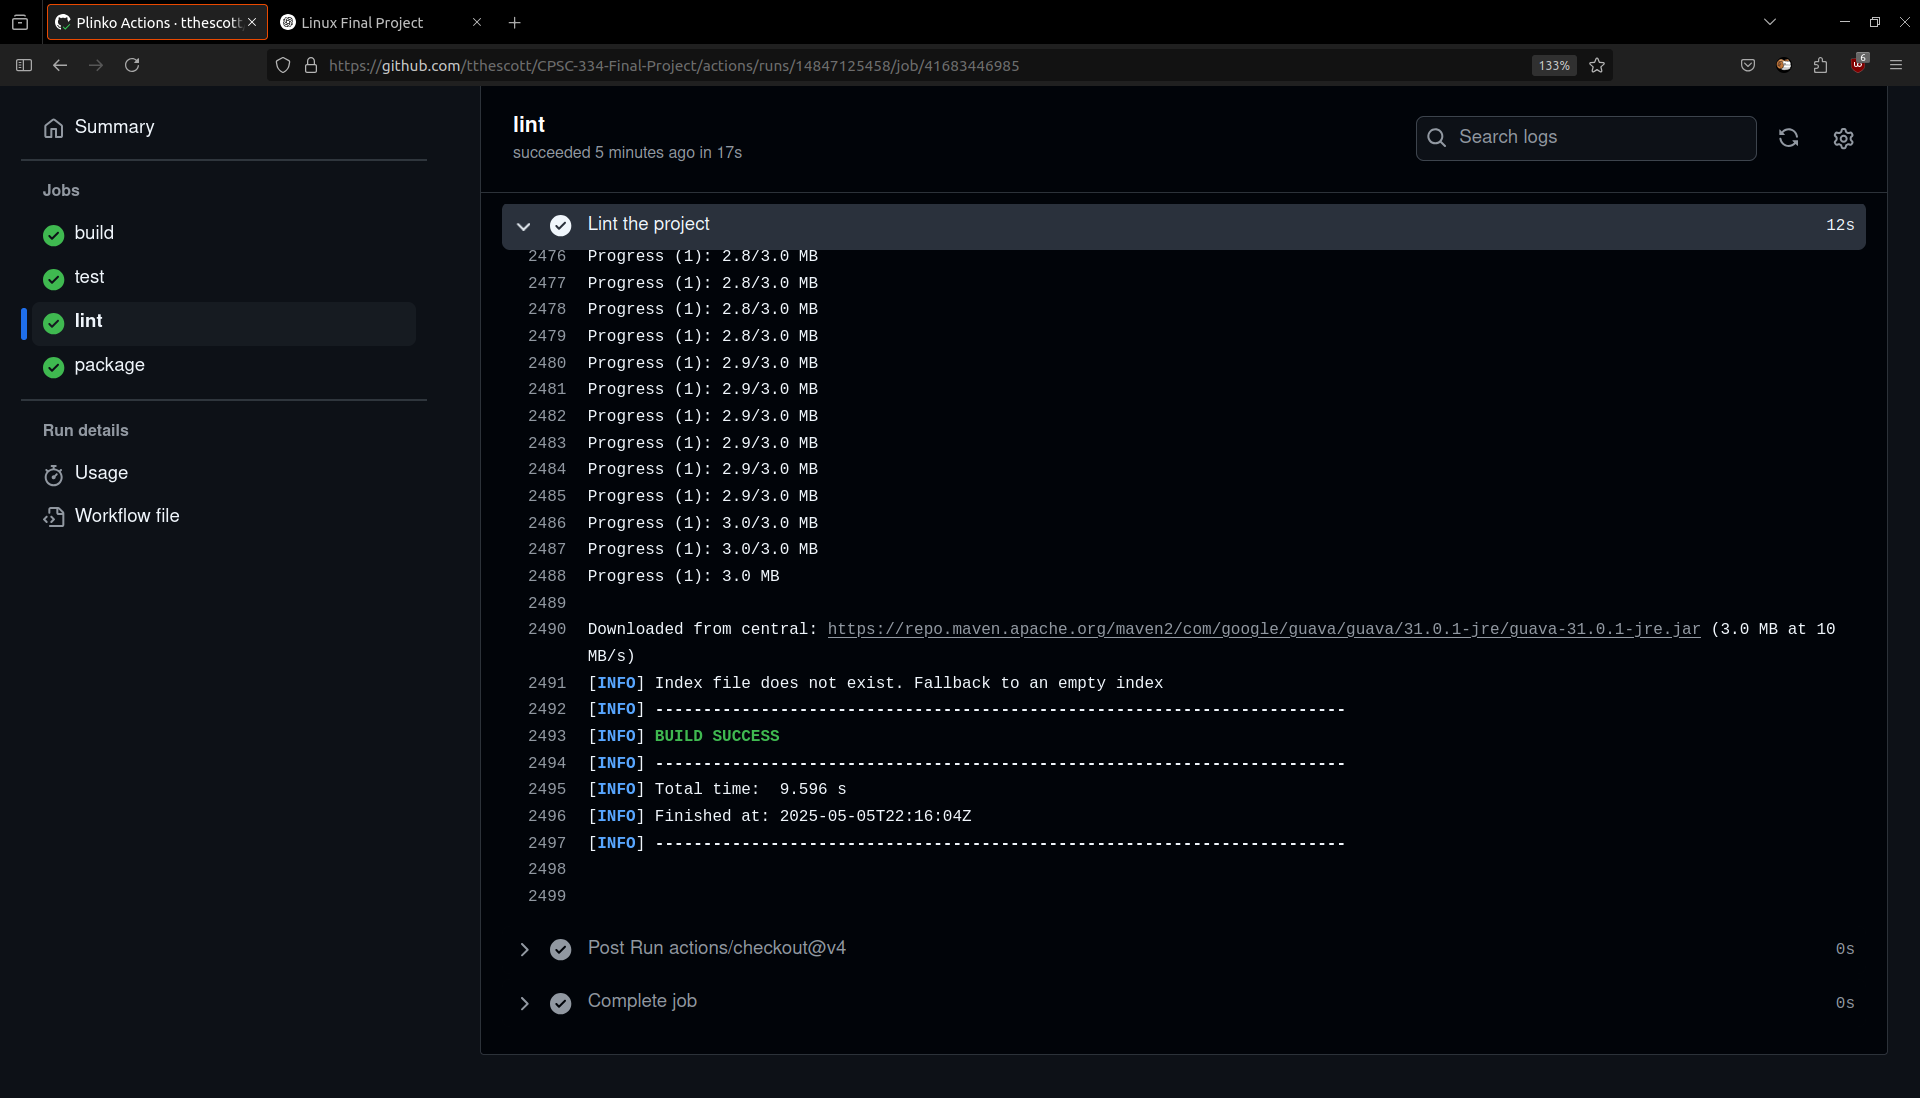 Plinko Actions · tthescott
Linux Final Project
https://github.com/tthescott/CPSC-334-Final-Project/actions/runs/14847125458/job/41683446985
133%
6
Summary
Jobs
build
test
lint
package
Run details
Usage
Workflow file
lint
succeeded 5 minutes ago in 17s
Search logs
Lint the project
12s
2476 Progress (1): 2.8/3.0 MB
2477 Progress (1): 2.8/3.0 MB
2478 Progress (1): 2.8/3.0 MB
2479 Progress (1): 2.8/3.0 MB
2480 Progress (1): 2.9/3.0 MB
2481 Progress (1): 2.9/3.0 MB
2482 Progress (1): 2.9/3.0 MB
2483 Progress (1): 2.9/3.0 MB
2484 Progress (1): 2.9/3.0 MB
2485 Progress (1): 2.9/3.0 MB
2486 Progress (1): 3.0/3.0 MB
2487 Progress (1): 3.0/3.0 MB
2488 Progress (1): 3.0 MB
2489
2490 Downloaded from central: https://repo.maven.apache.org/maven2/com/google/guava/guava/31.0.1-jre/guava-31.0.1-jre.jar (3.0 MB at 10
MB/s)
2491 [INFO] Index file does not exist. Fallback to an empty index
2492 [INFO] ------------------------------------------------------------------------
2493 [INFO] BUILD SUCCESS
2494 [INFO] ------------------------------------------------------------------------
2495 [INFO] Total time:  9.596 s
2496 [INFO] Finished at: 2025-05-05T22:16:04Z
2497 [INFO] ------------------------------------------------------------------------
2498
2499
Post Run actions/checkout@v4
0s
Complete job
0s